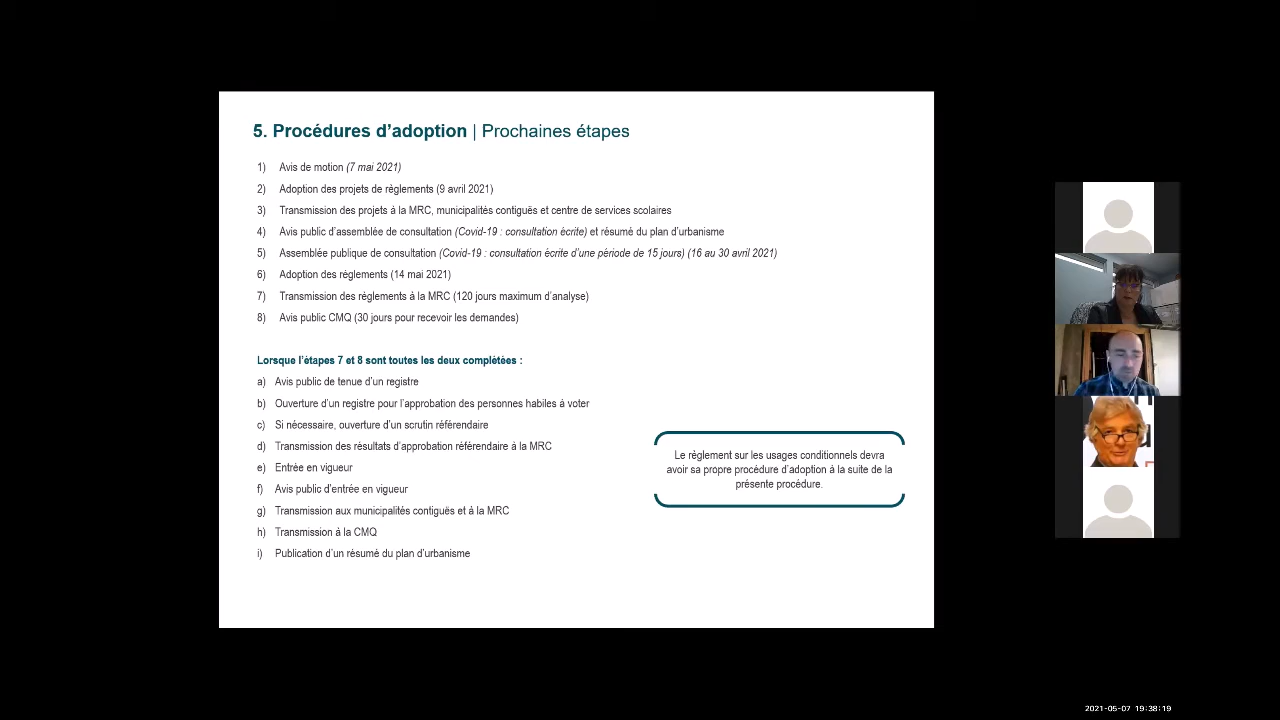 5. Procédures d’adoption | Prochaines étapes
1) Avis de motion (7 mai 2021)
2) Adoption des projets de règlements (9 avril 2021)
3) Transmission des projets à la MRC, municipalités contiguës et centre de services scolaires
4) Avis public d’assemblée de consultation (Covid-19 : consultation écrite) et résumé du plan d’urbanisme
5) Assemblée publique de consultation (Covid-19 : consultation écrite d’une période de 15 jours) (16 au 30 avril 2021)
6) Adoption des règlements (14 mai 2021)
7) Transmission des règlements à la MRC (120 jours maximum d’analyse)
8) Avis public CMQ (30 jours pour recevoir les demandes)
Lorsque l’étapes 7 et 8 sont toutes les deux complétées :
a) Avis public de tenue d’un registre
b) Ouverture d’un registre pour l’approbation des personnes habiles à voter
c) Si nécessaire, ouverture d’un scrutin référendaire
d) Transmission des résultats d’approbation référendaire à la MRC
e) Entrée en vigueur
f) Avis public d’entrée en vigueur
g) Transmission aux municipalités contiguës et à la MRC
h) Transmission à la CMQ
i) Publication d’un résumé du plan d’urbanisme
Le règlement sur les usages conditionnels devra
avoir sa propre procédure d’adoption à la suite de la
présente procédure.
2021-05-07 19:38:19